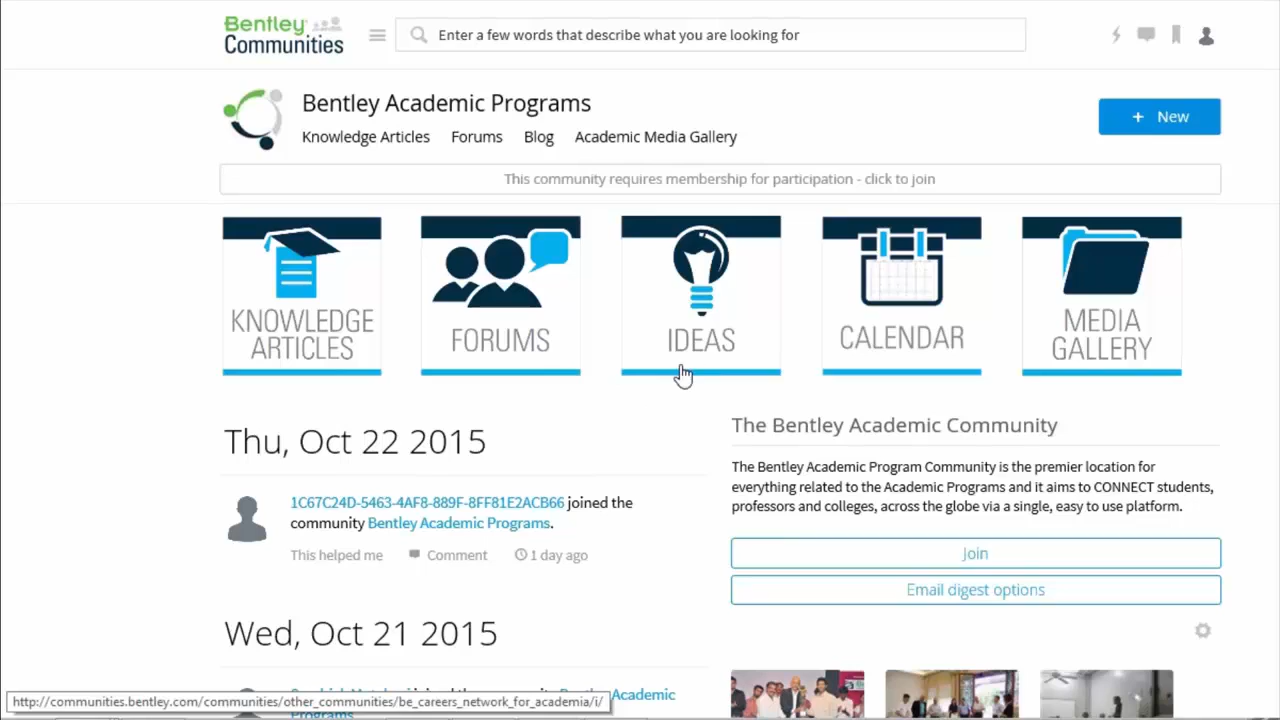 Bentley
Communities
Enter a few words that describe what you are looking for
Bentley Academic Programs
Knowledge Articles Forums Blog Academic Media Gallery
+ New
This community requires membership for participation - click to join
KNOWLEDGE
ARTICLES
FORUMS
IDEAS
CALENDAR
MEDIA
GALLERY
Thu, Oct 22 2015
1C67C24D-5463-4AF8-889F-8FF81E2ACB66 joined the
community Bentley Academic Programs.
This helped me Comment 1 day ago
The Bentley Academic Community
The Bentley Academic Program Community is the premier location for
everything related to the Academic Programs and it aims to CONNECT students,
professors and colleges, across the globe via a single, easy to use platform.
Join
Email digest options
Wed, Oct 21 2015
Academic
http://communities.bentley.com/communities/other_communities/be_careers_network_for_academia/i/